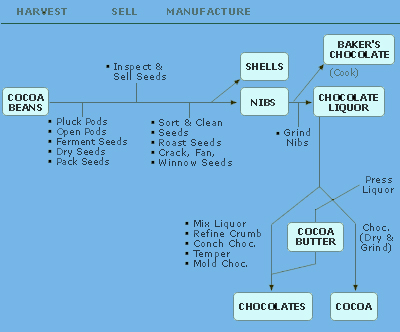 HARVEST SELL MANUFACTURE
▪ Inspect &
Sell Seeds
SHELLS
BAKER'S
CHOCOLATE
(Cook)
COCOA
BEANS
NIBS
CHOCOLATE
LIQUOR
▪ Pluck Pods
▪ Open Pods
▪ Ferment Seeds
▪ Dry Seeds
▪ Pack Seeds
▪ Sort & Clean
▪ Seeds
▪ Roast Seeds
▪ Crack, Fan,
▪ Winnow Seeds
▪ Grind
Nibs
Press
Liquor
▪ Mix Liquor
▪ Refine Crumb
▪ Conch Choc.
▪ Temper
▪ Mold Choc.
COCOA
BUTTER
Choc.
(Dry &
Grind)
CHOCOLATES
COCOA